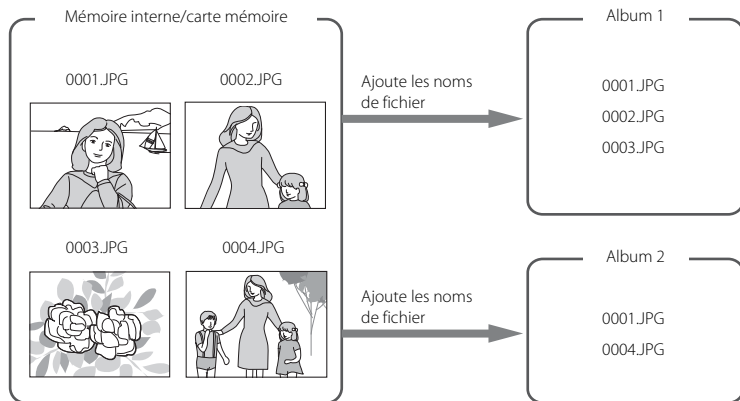 Mémoire interne/carte mémoire
0001.JPG
0002.JPG
0003.JPG
0004.JPG
Ajoute les noms
de fichier
Album 1
0001.JPG
0002.JPG
0003.JPG
Ajoute les noms
de fichier
Album 2
0001.JPG
0004.JPG